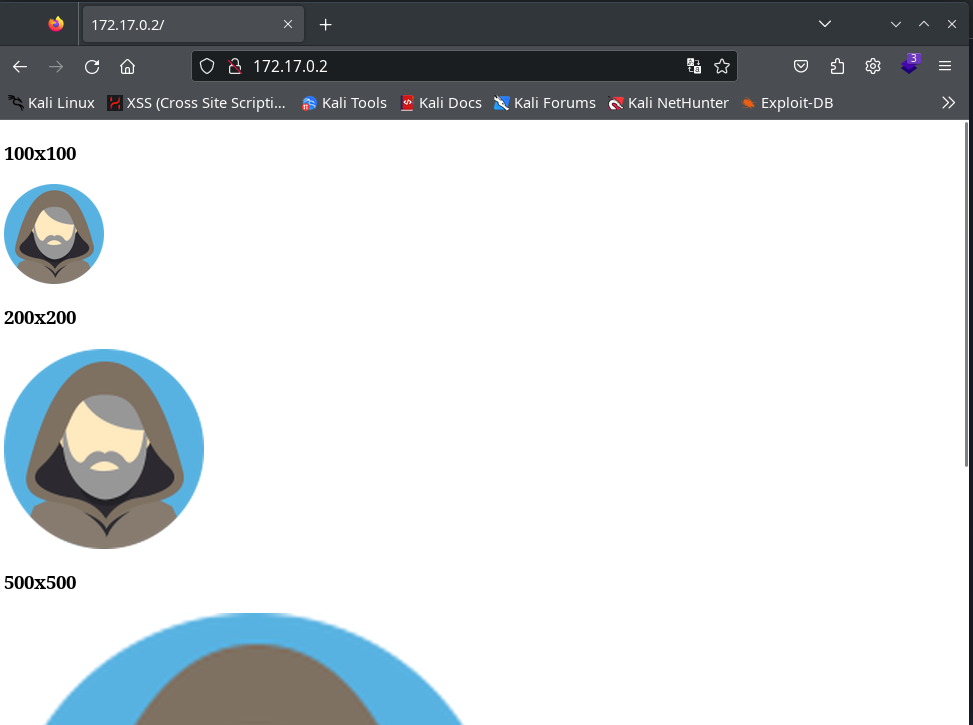 172.17.0.2/
172.17.0.2
3
Kali Linux XSS (Cross Site Scripti... Kali Tools Kali Docs Kali Forums Kali NetHunter Exploit-DB
100x100
200x200
500x500